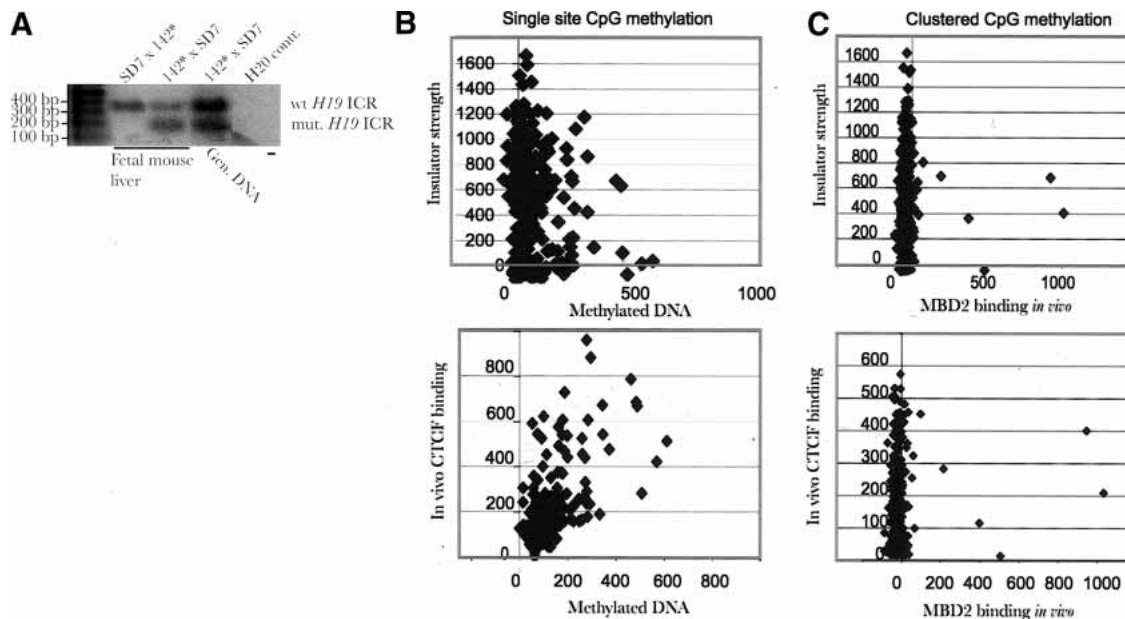 A
SD7 x 142*
142* x SD7
142* x SD7
H20 contr.
400 bp
300 bp
200 bp
100 bp
wt H19 ICR
mut. H19 ICR
Fetal mouse
liver
Gen. DNA
B
Single site CpG methylation
Insulator strength
1600
1400
1200
1000
800
600
400
200
0
0 500 1000
Methylated DNA
In vivo CTCF binding
800
600
400
200
0
0 200 400 600 800
Methylated DNA
C
Clustered CpG methylation
Insulator strength
1600
1400
1200
1000
800
600
400
200
0
0 500 1000
MBD2 binding in vivo
In vivo CTCF binding
600
500
400
300
200
100
0
0 200 400 600 800 1000
MBD2 binding in vivo